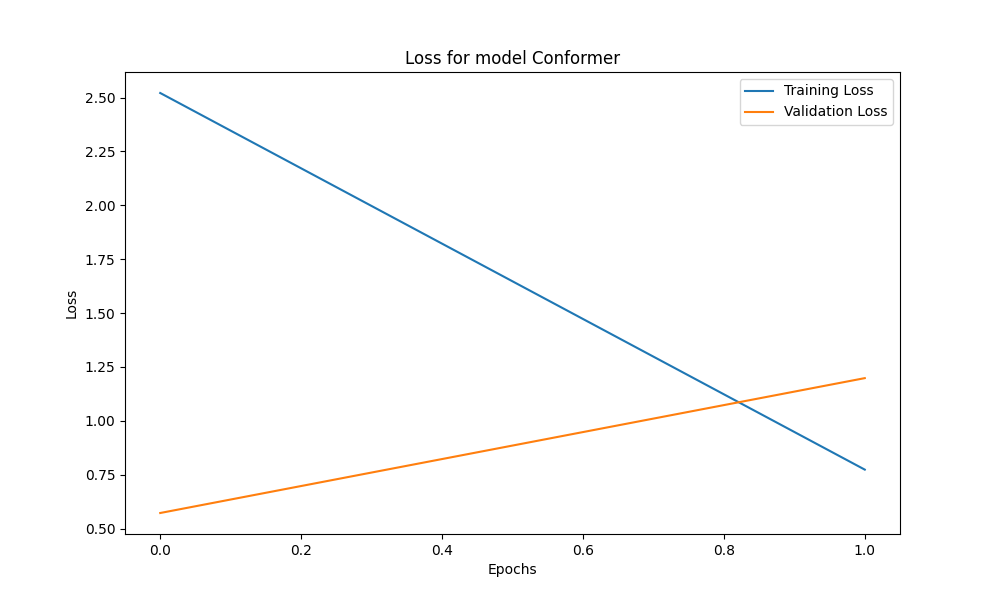 Loss for model Conformer
Training Loss
Validation Loss
2.50
2.25
2.00
1.75
1.50
1.25
1.00
0.75
0.50
Loss
0.0 0.2 0.4 0.6 0.8 1.0
Epochs